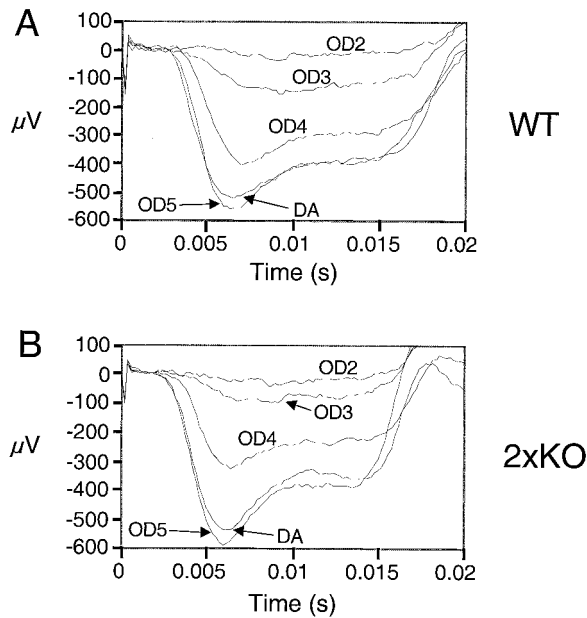 A
100
0
-100
-200
-300
-400
-500
-600
µV
OD2
OD3
OD4
OD5
DA
WT
0
0.005
0.01
0.015
0.02
Time (s)
B
100
0
-100
-200
-300
-400
-500
-600
µV
OD2
OD3
OD4
OD5
DA
2xKO
0
0.005
0.01
0.015
0.02
Time (s)